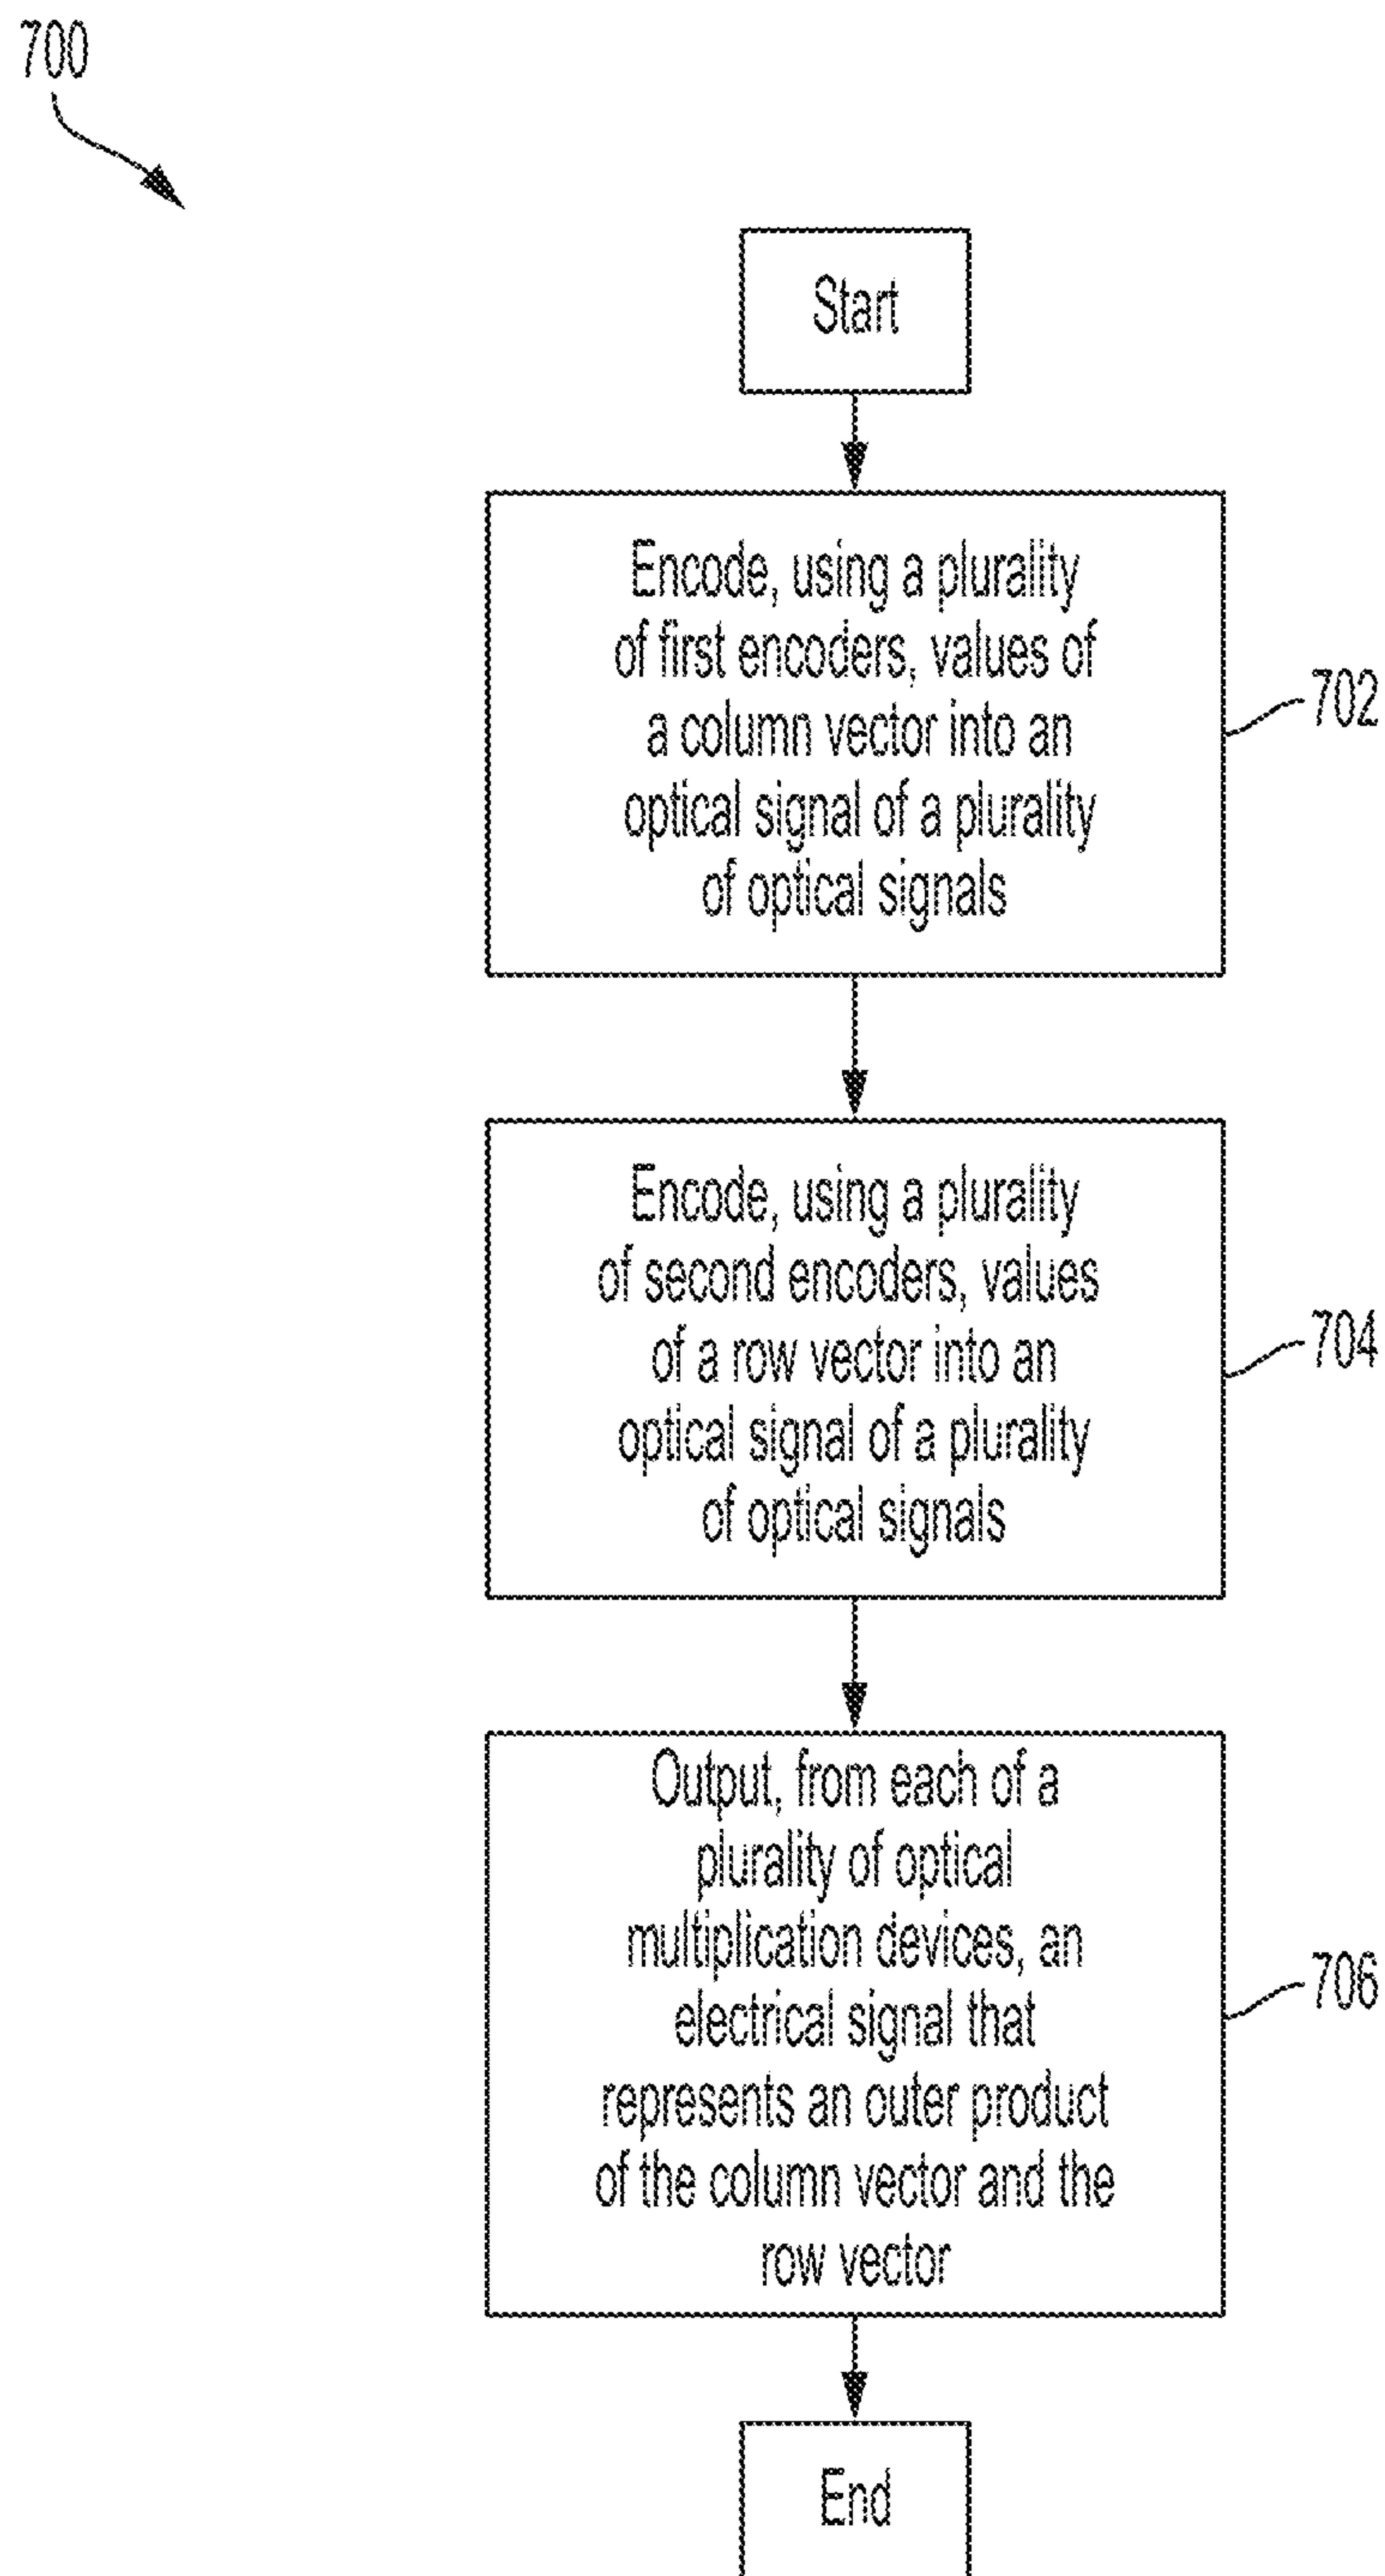 700
Start
Encode, using a plurality
of first encoders, values of
a column vector into an
optical signal of a plurality
of optical signals
702
Encode, using a plurality
of second encoders, values
of a row vector into an
optical signal of a plurality
of optical signals
704
Output, from each of a
plurality of optical
multiplication devices, an
electrical signal that
represents an outer product
of the column vector and the
row vector
706
End